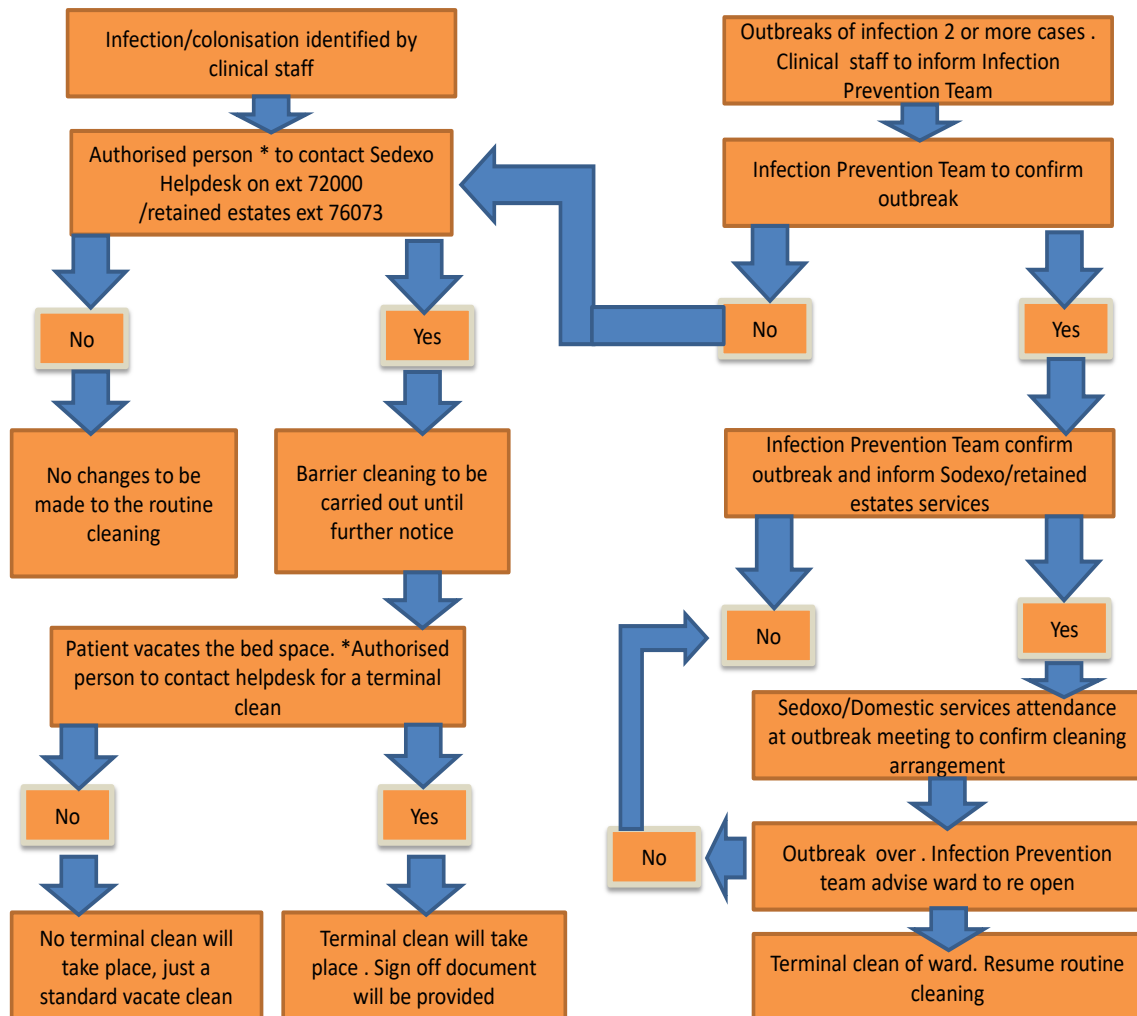 Infection/colonisation identified by
clinical staff
Authorised person * to contact Sedexo
Helpdesk on ext 72000
/retained estates ext 76073
No
Yes
No changes to be
made to the routine
cleaning
Barrier cleaning to be
carried out until
further notice
Patient vacates the bed space. *Authorised
person to contact helpdesk for a terminal
clean
No
Yes
No terminal clean will
take place, just a
standard vacate clean
Terminal clean will take
place . Sign off document
will be provided
Outbreaks of infection 2 or more cases .
Clinical  staff to inform Infection
Prevention Team
Infection Prevention Team to confirm
outbreak
No
Yes
Infection Prevention Team confirm
outbreak and inform Sodexo/retained
estates services
No
Yes
Sedoxo/Domestic services attendance
at outbreak meeting to confirm cleaning
arrangement
No
Outbreak  over . Infection Prevention
team advise ward to re open
Terminal clean of ward. Resume routine
cleaning